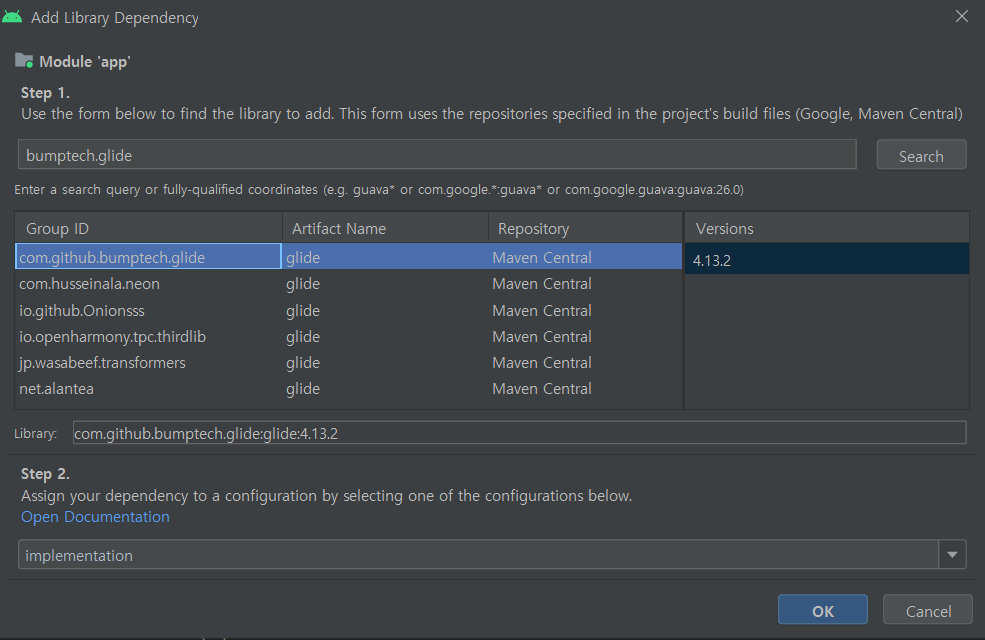 Add Library Dependency
Module 'app'
Step 1.
Use the form below to find the library to add. This form uses the repositories specified in the project's build files (Google, Maven Central)
bumptech.glide
Search
Enter a search query or fully-qualified coordinates (e.g. guava* or com.google.*:guava* or com.google.guava:guava:26.0)
Group ID Artifact Name Repository Versions
com.github.bumptech.glide glide Maven Central 4.13.2
com.husseinala.neon glide Maven Central
io.github.Onionsss glide Maven Central
io.openharmony.tpc.thirdlib glide Maven Central
jp.wasabeef.transformers glide Maven Central
net.alantea glide Maven Central
Library: com.github.bumptech.glide:glide:4.13.2
Step 2.
Assign your dependency to a configuration by selecting one of the configurations below.
Open Documentation
implementation
OK Cancel